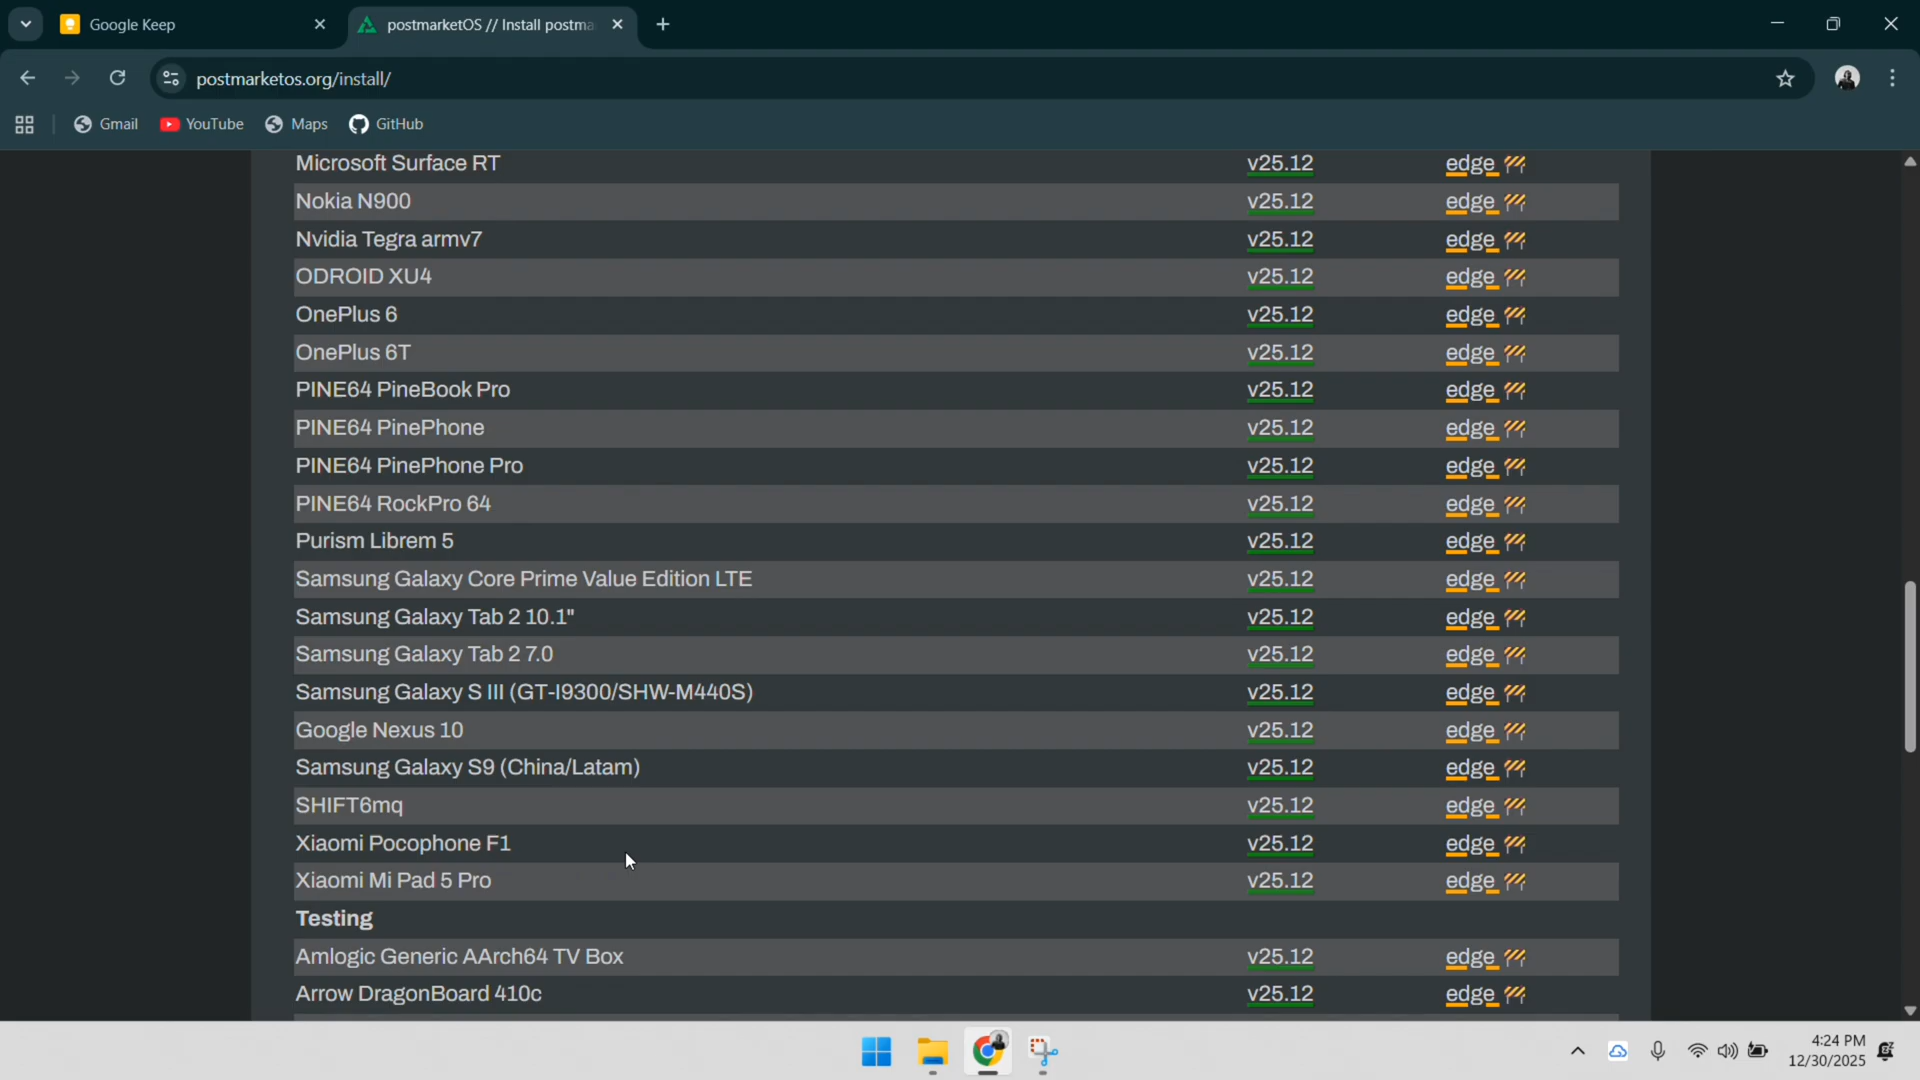 Google Keep
postmarketOS // Install postma
postmarketos.org/install/
Gmail
YouTube
Maps
GitHub
Microsoft Surface RT v25.12 edge 🚧
Nokia N900 v25.12 edge 🚧
Nvidia Tegra armv7 v25.12 edge 🚧
ODROID XU4 v25.12 edge 🚧
OnePlus 6 v25.12 edge 🚧
OnePlus 6T v25.12 edge 🚧
PINE64 PineBook Pro v25.12 edge 🚧
PINE64 PinePhone v25.12 edge 🚧
PINE64 PinePhone Pro v25.12 edge 🚧
PINE64 RockPro 64 v25.12 edge 🚧
Purism Librem 5 v25.12 edge 🚧
Samsung Galaxy Core Prime Value Edition LTE v25.12 edge 🚧
Samsung Galaxy Tab 2 10.1" v25.12 edge 🚧
Samsung Galaxy Tab 2 7.0 v25.12 edge 🚧
Samsung Galaxy S III (GT-I9300/SHW-M440S) v25.12 edge 🚧
Google Nexus 10 v25.12 edge 🚧
Samsung Galaxy S9 (China/Latam) v25.12 edge 🚧
SHIFT6mq v25.12 edge 🚧
Xiaomi Pocophone F1 v25.12 edge 🚧
Xiaomi Mi Pad 5 Pro v25.12 edge 🚧
Testing
Amlogic Generic AArch64 TV Box v25.12 edge 🚧
Arrow DragonBoard 410c v25.12 edge 🚧
4:24 PM
12/30/2025